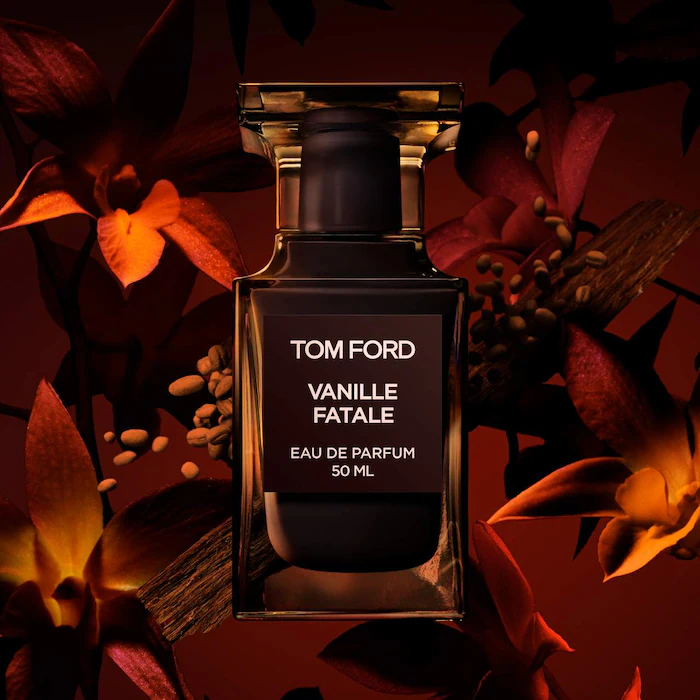 TOM FORD
VANILLE
FATALE
EAU DE PARFUM
50 ML